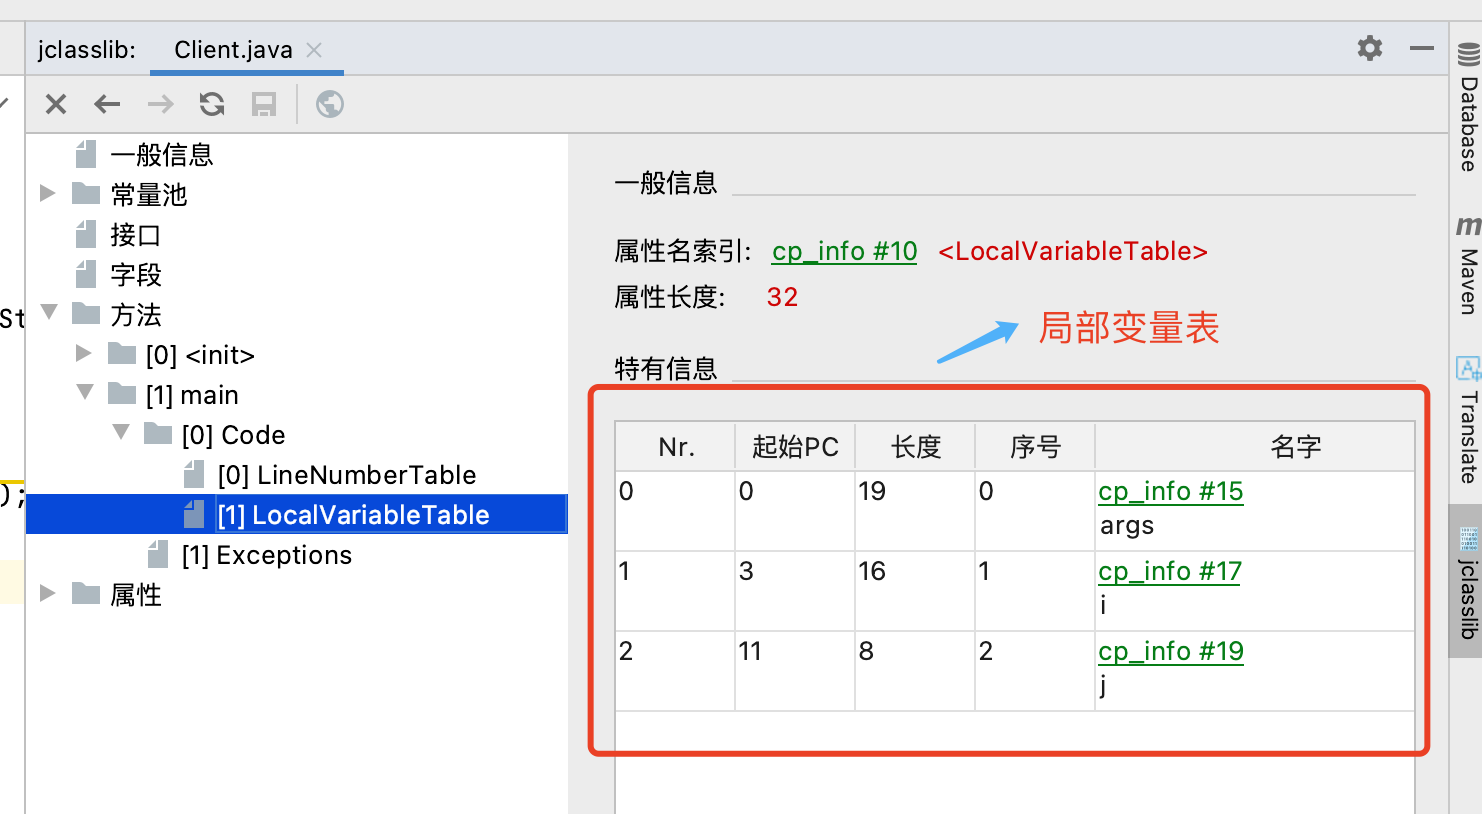 jclasslib:
Client.java
一般信息
常量池
接口
字段
方法
[0] <init>
[1] main
[0] Code
[0] LineNumberTable
[1] LocalVariableTable
[1] Exceptions
属性
St
);
一般信息
属性名索引: cp_info #10 <LocalVariableTable>
属性长度: 32
局部变量表
特有信息
Nr. 起始PC 长度 序号 名字
0 0 19 0 cp_info #15
args
1 3 16 1 cp_info #17
i
2 11 8 2 cp_info #19
j
Database
m
Maven
Translate
jclasslib